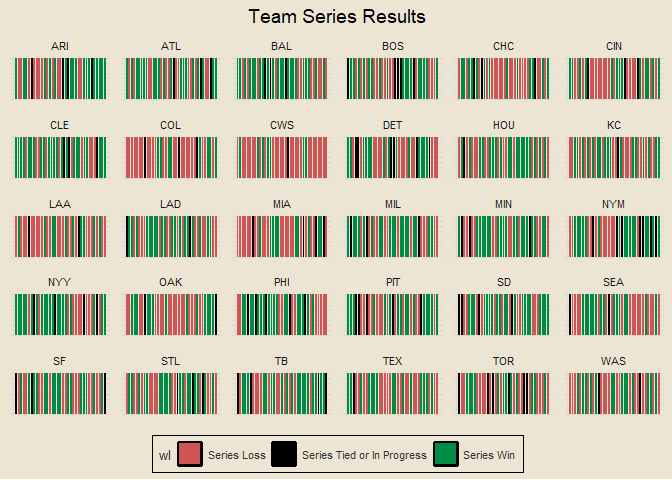 Team Series Results
ARI ATL BAL BOS CHC CIN
CLE COL CWS DET HOU KC
LAA LAD MIA MIL MIN NYM
NYY OAK PHI PIT SD SEA
SF STL TB TEX TOR WAS
wl Series Loss Series Tied or In Progress Series Win